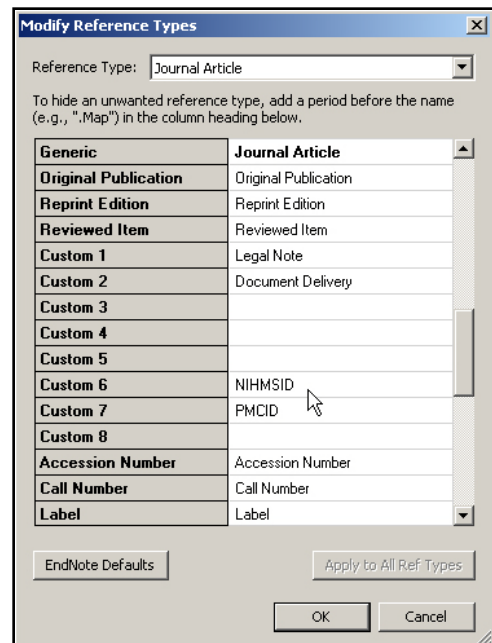 Modify Reference Types
Reference Type: Journal Article
To hide an unwanted reference type, add a period before the name
(e.g., ".Map") in the column heading below.
Generic Journal Article
Original Publication Original Publication
Reprint Edition Reprint Edition
Reviewed Item Reviewed Item
Custom 1 Legal Note
Custom 2 Document Delivery
Custom 3
Custom 4
Custom 5
Custom 6 NIHMSID
Custom 7 PMCID
Custom 8
Accession Number Accession Number
Call Number Call Number
Label Label
EndNote Defaults Apply to All Ref Types
OK Cancel